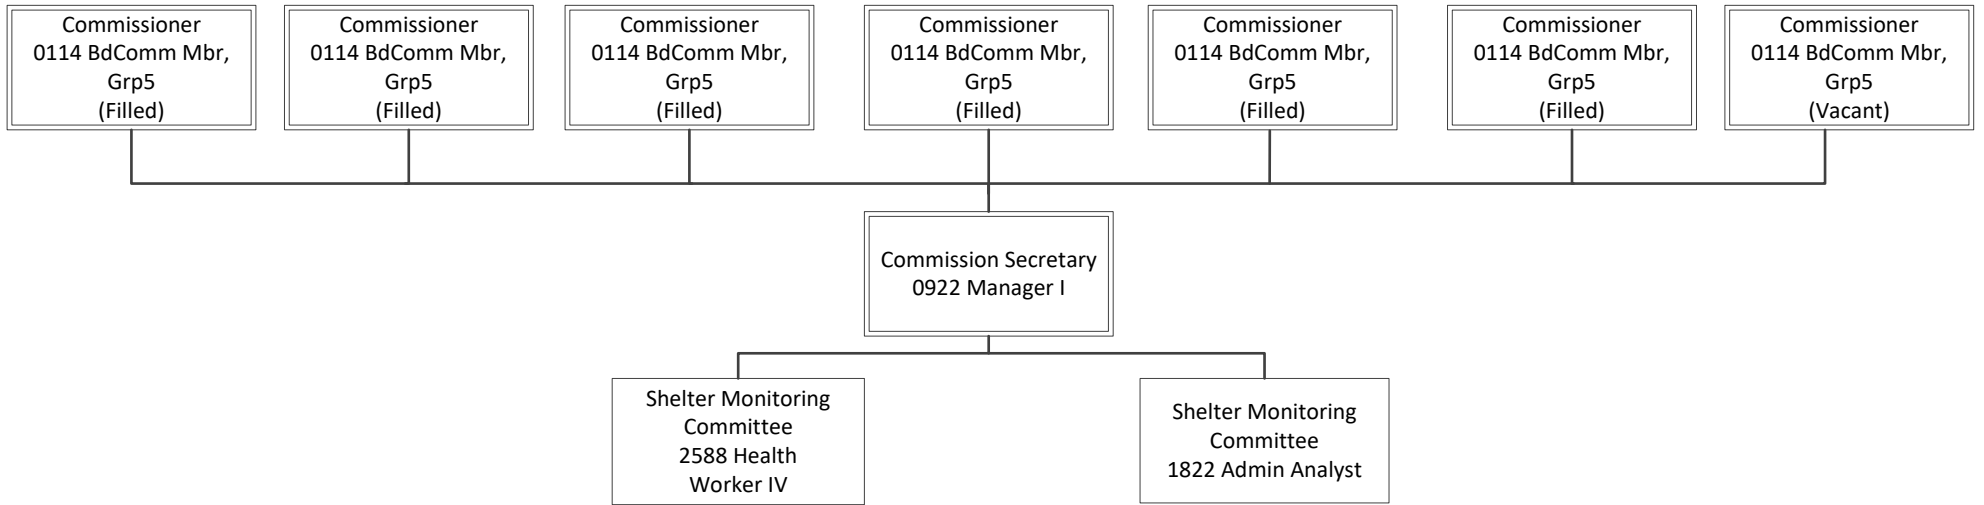 Commissioner
0114 BdComm Mbr,
Grp5
(Filled)
Commissioner
0114 BdComm Mbr,
Grp5
(Filled)
Commissioner
0114 BdComm Mbr,
Grp5
(Filled)
Commissioner
0114 BdComm Mbr,
Grp5
(Filled)
Commissioner
0114 BdComm Mbr,
Grp5
(Filled)
Commissioner
0114 BdComm Mbr,
Grp5
(Filled)
Commissioner
0114 BdComm Mbr,
Grp5
(Vacant)
Commission Secretary
0922 Manager I
Shelter Monitoring
Committee
2588 Health
Worker IV
Shelter Monitoring
Committee
1822 Admin Analyst